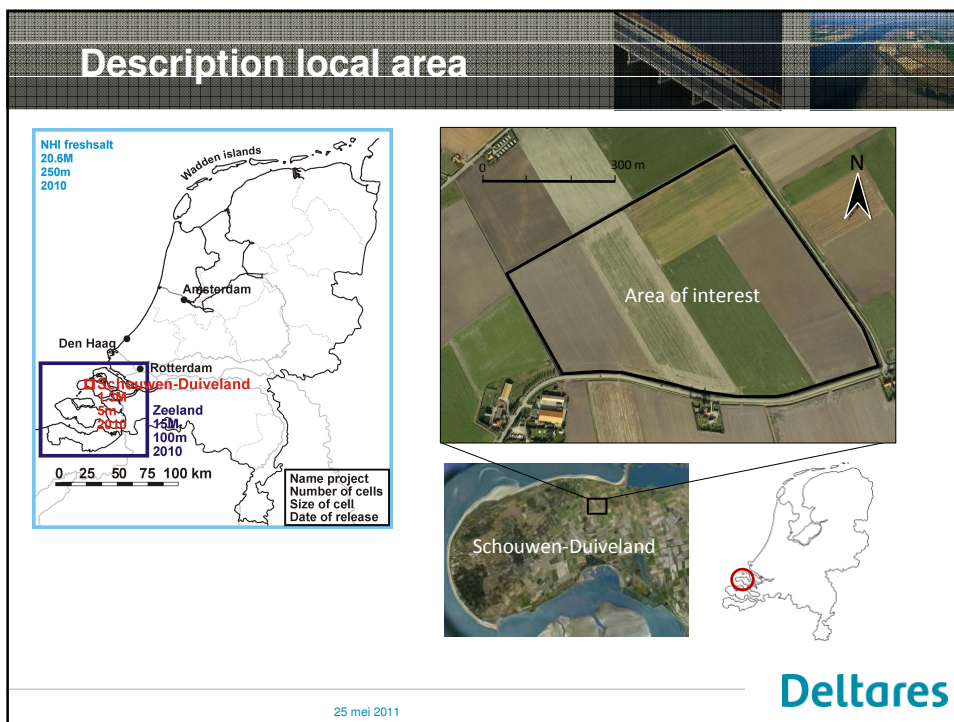 Description local area
NHI freshsalt
20.6M
250m
2010
Wadden islands
Amsterdam
Den Haag
Rotterdam
Schouwen-Duiveland
1.3M
5m
2010
Zeeland
15M
100m
2010
0 25 50 75 100 km
Name project
Number of cells
Size of cell
Date of release
0 300 m
N
Area of interest
Schouwen-Duiveland
25 mei 2011
Deltares